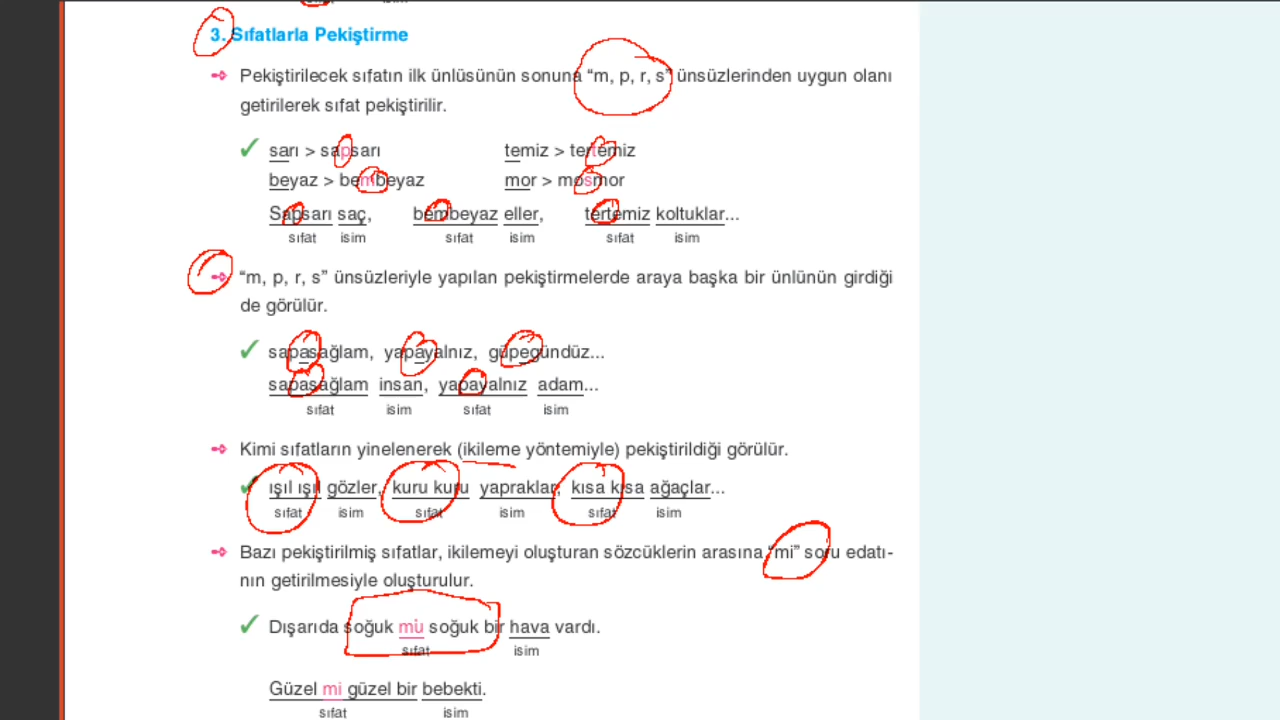 3. Sıfatlarla Pekiştirme
Pekiştirilecek sıfatın ilk ünlüsünün sonuna “m, p, r, s” ünsüzlerinden uygun olanı
getirilerek sıfat pekiştirilir.
sarı > sapsarı temiz > tertemiz
beyaz > bembeyaz mor > mosmor
Sapsarı saç, bembeyaz eller, tertemiz koltuklar...
sıfat isim sıfat isim sıfat isim
“m, p, r, s” ünsüzleriyle yapılan pekiştirmelerde araya başka bir ünlünün girdiği
de görülür.
sapasağlam, yapayalnız, güpegündüz...
sapasağlam insan, yapayalnız adam...
sıfat isim sıfat isim
Kimi sıfatların yinelenerek (ikileme yöntemiyle) pekiştirildiği görülür.
ışıl ışıl gözler, kuru kuru yapraklar, kısa kısa ağaçlar...
sıfat isim sıfat isim sıfat isim
Bazı pekiştirilmiş sıfatlar, ikilemeyi oluşturan sözcüklerin arasına “mi” soru edatı-
nın getirilmesiyle oluşturulur.
Dışarıda soğuk mu soğuk bir hava vardı.
sıfat isim
Güzel mi güzel bir bebekti.
sıfat isim